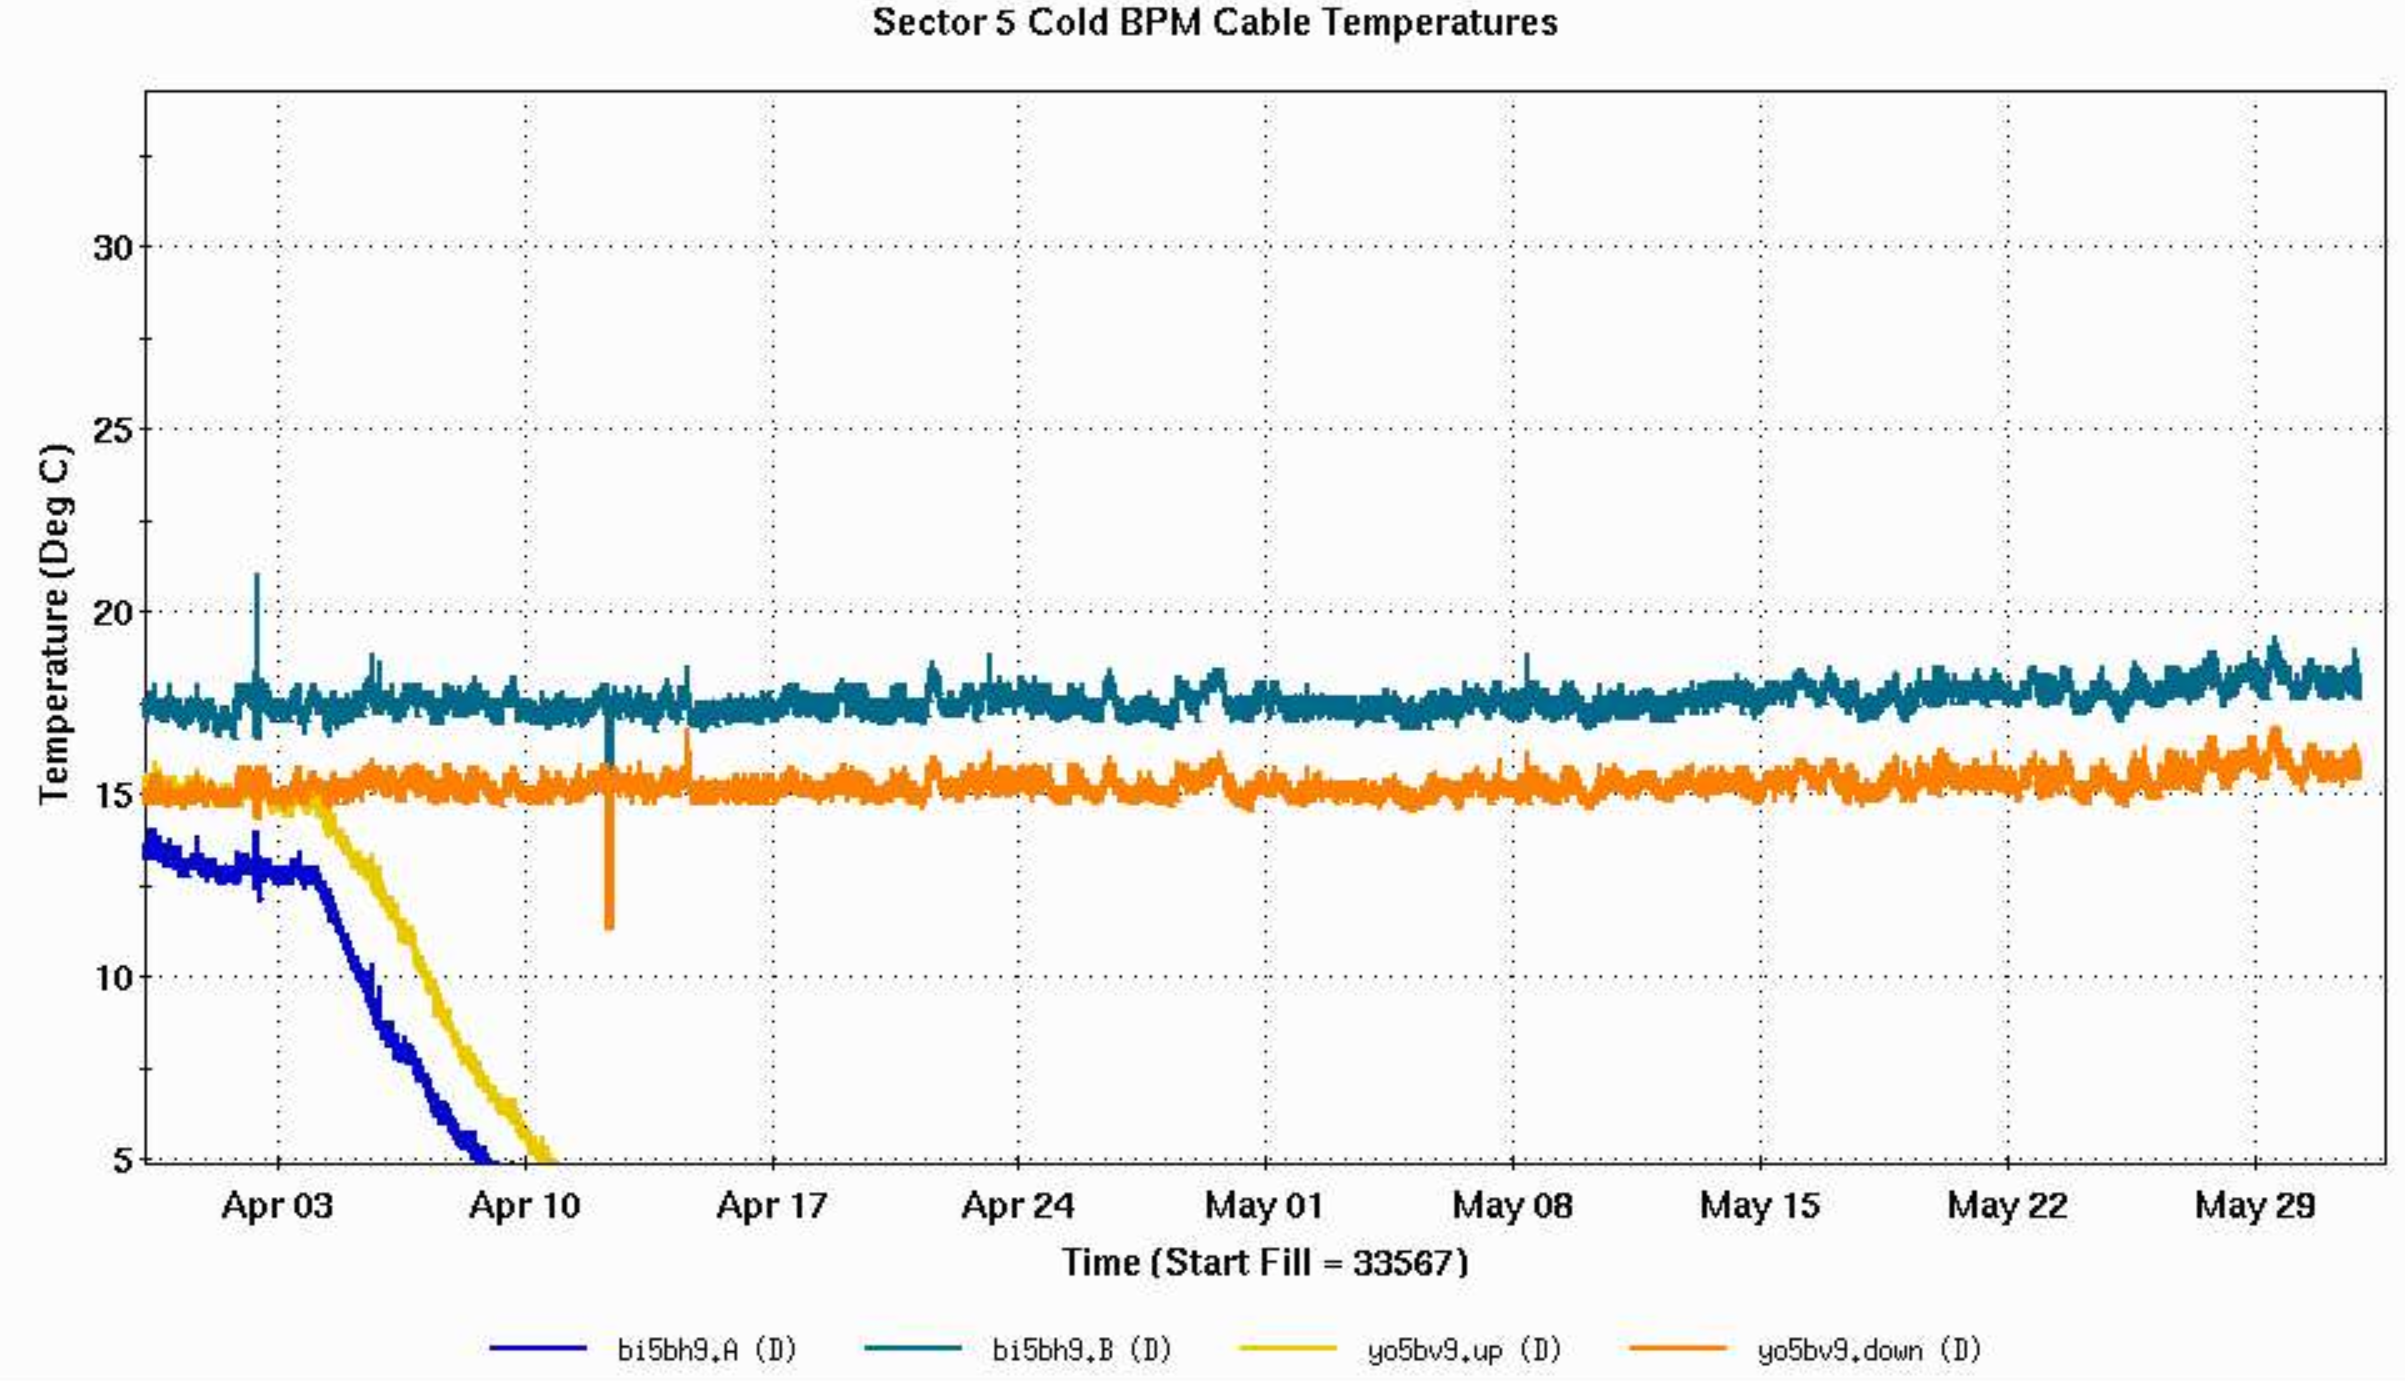 Sector 5 Cold BPM Cable Temperatures
Temperature (Deg C)
30
25
20
15
10
5
Apr 03 Apr 10 Apr 17 Apr 24 May 01 May 08 May 15 May 22 May 29
Time (Start Fill = 33567)
bi5bh9.A (D) bi5bh9.B (D) yo5bv9.up (D) yo5bv9.down (D)